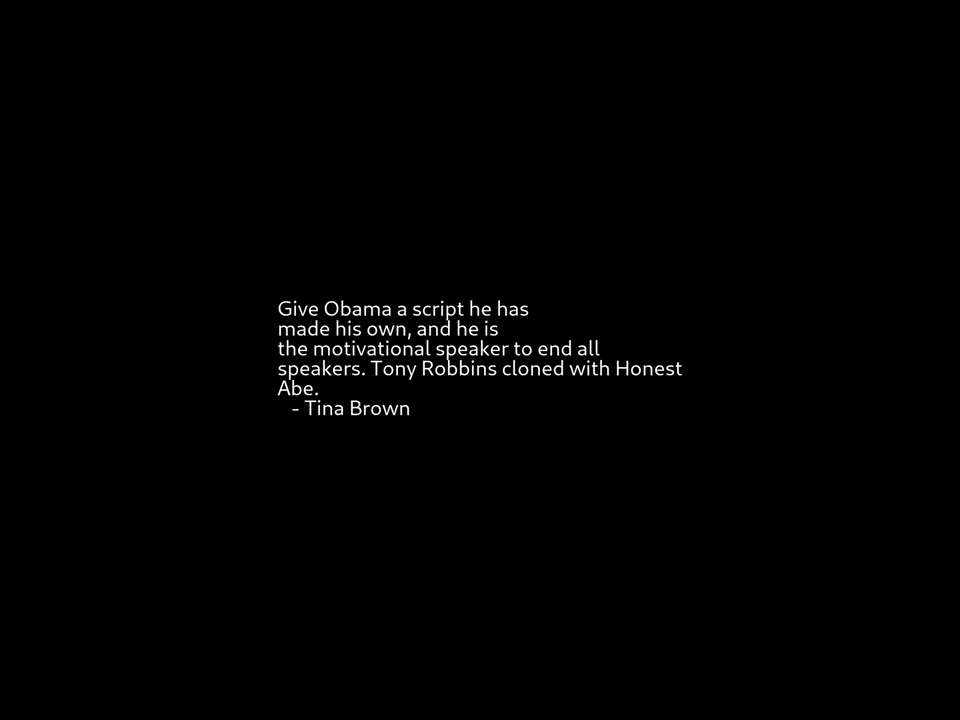 Give Obama a script he has
made his own, and he is
the motivational speaker to end all
speakers. Tony Robbins cloned with Honest
Abe.
- Tina Brown